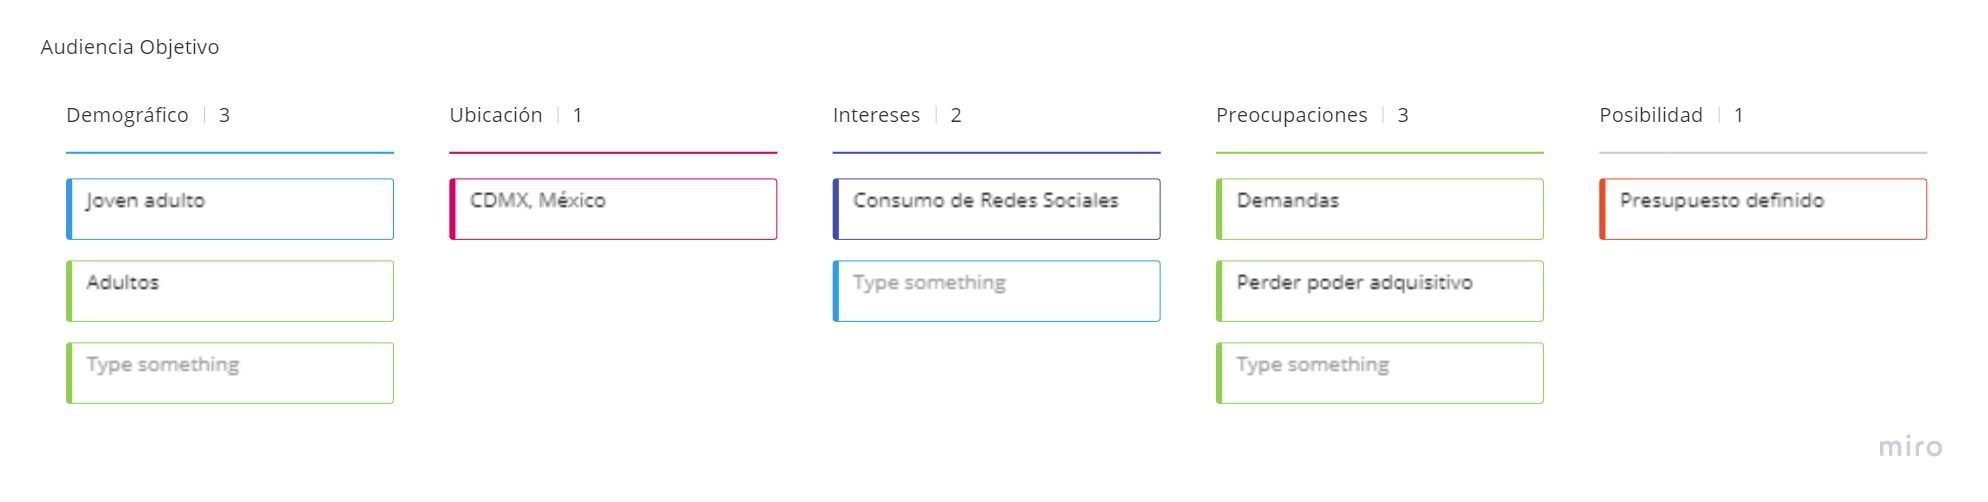 Audiencia Objetivo
Demográfico | 3
Joven adulto
Adultos
Type something
Ubicación | 1
CDMX, México
Intereses | 2
Consumo de Redes Sociales
Type something
Preocupaciones | 3
Demandas
Perder poder adquisitivo
Type something
Posibilidad | 1
Presupuesto definido
miro